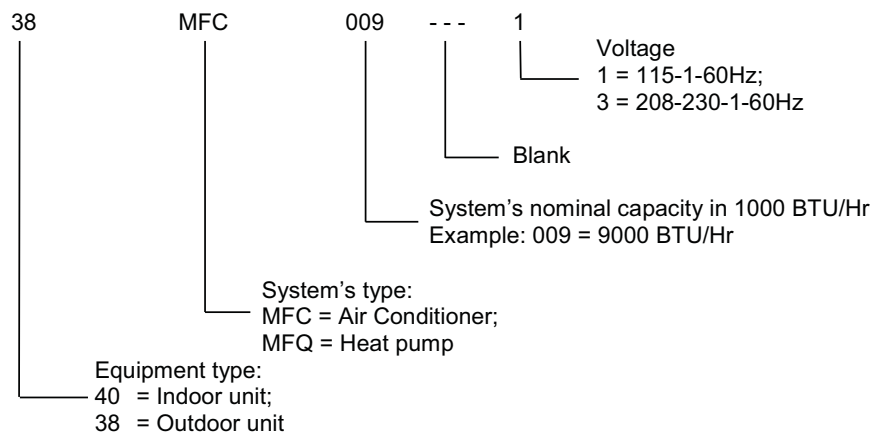 38 MFC 009 - - - 1
Voltage
1 = 115-1-60Hz;
3 = 208-230-1-60Hz
Blank
System's nominal capacity in 1000 BTU/Hr
Example: 009 = 9000 BTU/Hr
System's type:
MFC = Air Conditioner;
MFQ = Heat pump
Equipment type:
40 = Indoor unit;
38 = Outdoor unit